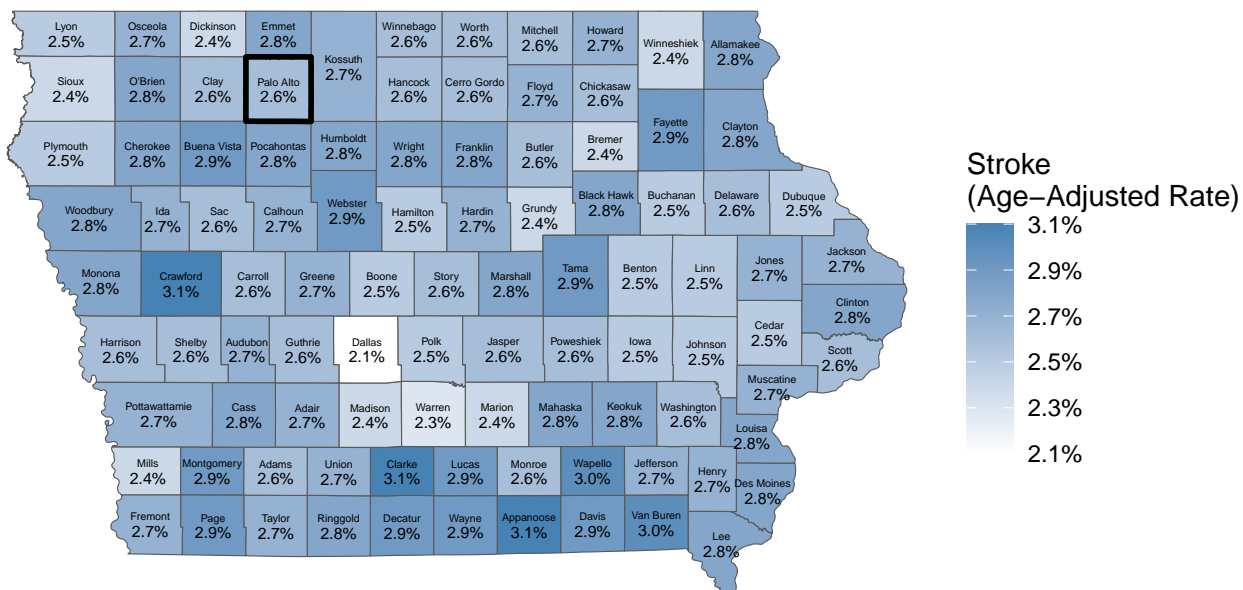 Lyon
2.5%
Osceola
2.7%
Dickinson
2.4%
Emmet
2.8%
Kossuth
2.7%
Winnebago
2.6%
Worth
2.6%
Mitchell
2.6%
Howard
2.7%
Winneshiek
2.4%
Allamakee
2.8%
Sioux
2.4%
O'Brien
2.8%
Clay
2.6%
Palo Alto
2.6%
Hancock
2.6%
Cerro Gordo
2.6%
Floyd
2.7%
Chickasaw
2.6%
Fayette
2.9%
Clayton
2.8%
Plymouth
2.5%
Cherokee
2.8%
Buena Vista
2.9%
Pocahontas
2.8%
Humboldt
2.8%
Wright
2.8%
Franklin
2.8%
Butler
2.6%
Bremer
2.4%
Woodbury
2.8%
Ida
2.7%
Sac
2.6%
Calhoun
2.7%
Webster
2.9%
Hamilton
2.5%
Hardin
2.7%
Grundy
2.4%
Black Hawk
2.8%
Buchanan
2.5%
Delaware
2.6%
Dubuque
2.5%
Monona
2.8%
Crawford
3.1%
Carroll
2.6%
Greene
2.7%
Boone
2.5%
Story
2.6%
Marshall
2.8%
Tama
2.9%
Benton
2.5%
Linn
2.5%
Jones
2.7%
Jackson
2.7%
Clinton
2.8%
Harrison
2.6%
Shelby
2.6%
Audubon
2.7%
Guthrie
2.6%
Dallas
2.1%
Polk
2.5%
Jasper
2.6%
Poweshiek
2.6%
Iowa
2.5%
Johnson
2.5%
Cedar
2.5%
Scott
2.6%
Muscatine
2.7%
Pottawattamie
2.7%
Cass
2.8%
Adair
2.7%
Madison
2.4%
Warren
2.3%
Marion
2.4%
Mahaska
2.8%
Keokuk
2.8%
Washington
2.6%
Louisa
2.8%
Mills
2.4%
Montgomery
2.9%
Adams
2.6%
Union
2.7%
Clarke
3.1%
Lucas
2.9%
Monroe
2.6%
Wapello
3.0%
Jefferson
2.7%
Henry
2.7%
Des Moines
2.8%
Fremont
2.7%
Page
2.9%
Taylor
2.7%
Ringgold
2.8%
Decatur
2.9%
Wayne
2.9%
Appanoose
3.1%
Davis
2.9%
Van Buren
3.0%
Lee
2.8%
Stroke
(Age−Adjusted Rate)
3.1%
2.9%
2.7%
2.5%
2.3%
2.1%